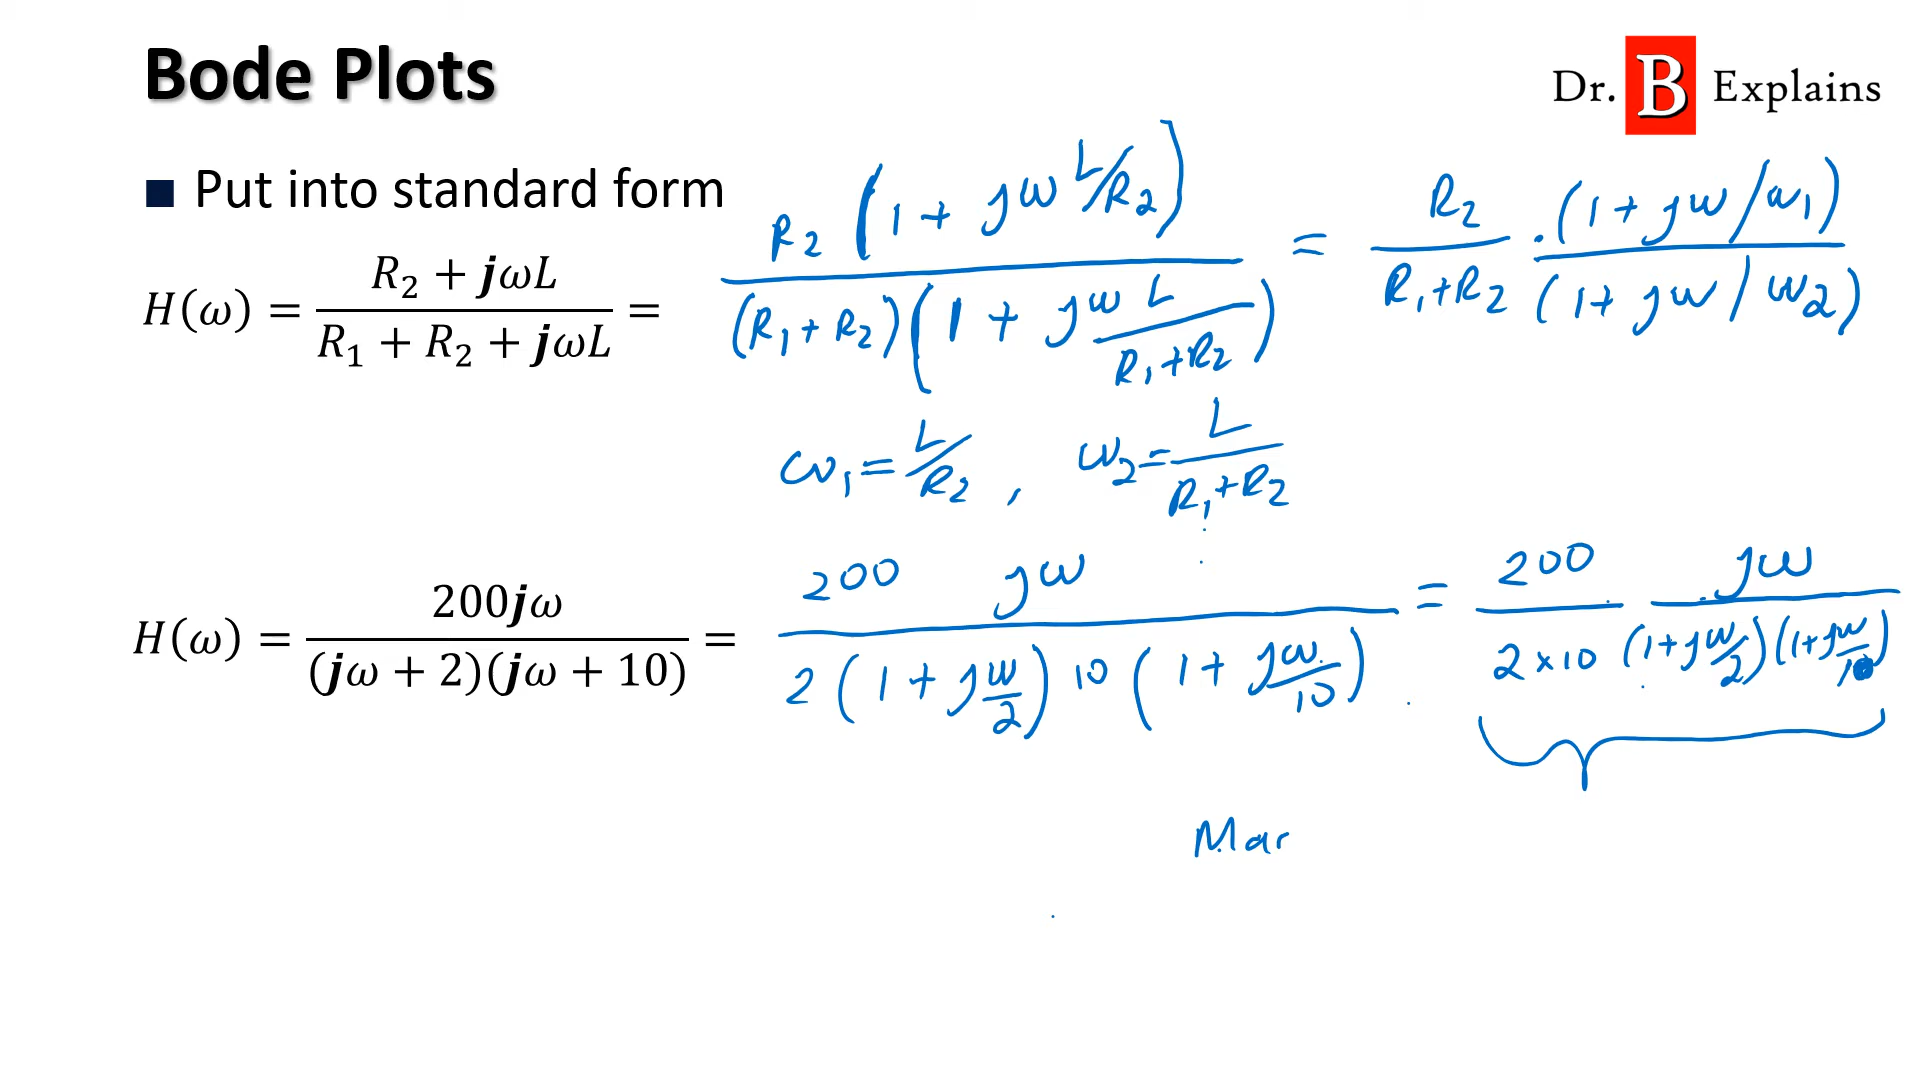 Bode Plots
Dr. B Explains
■ Put into standard form
H(ω) = (R₂ + jωL) / (R₁ + R₂ + jωL) = R₂ (1 + jω L/R₂) / ((R₁ + R₂)(1 + jω L/(R₁+R₂))) = R₂/(R₁+R₂) · (1 + jω/ω₁) / (1 + jω/ω₂)
ω₁ = L/R₂ , ω₂ = L/(R₁+R₂)
H(ω) = 200jω / ((jω + 2)(jω + 10)) = 200 jω / (2 (1 + jω/2) 10 (1 + jω/10)) = 200/(2×10) jω / ((1+jω/2)(1+jω/10))
Mar